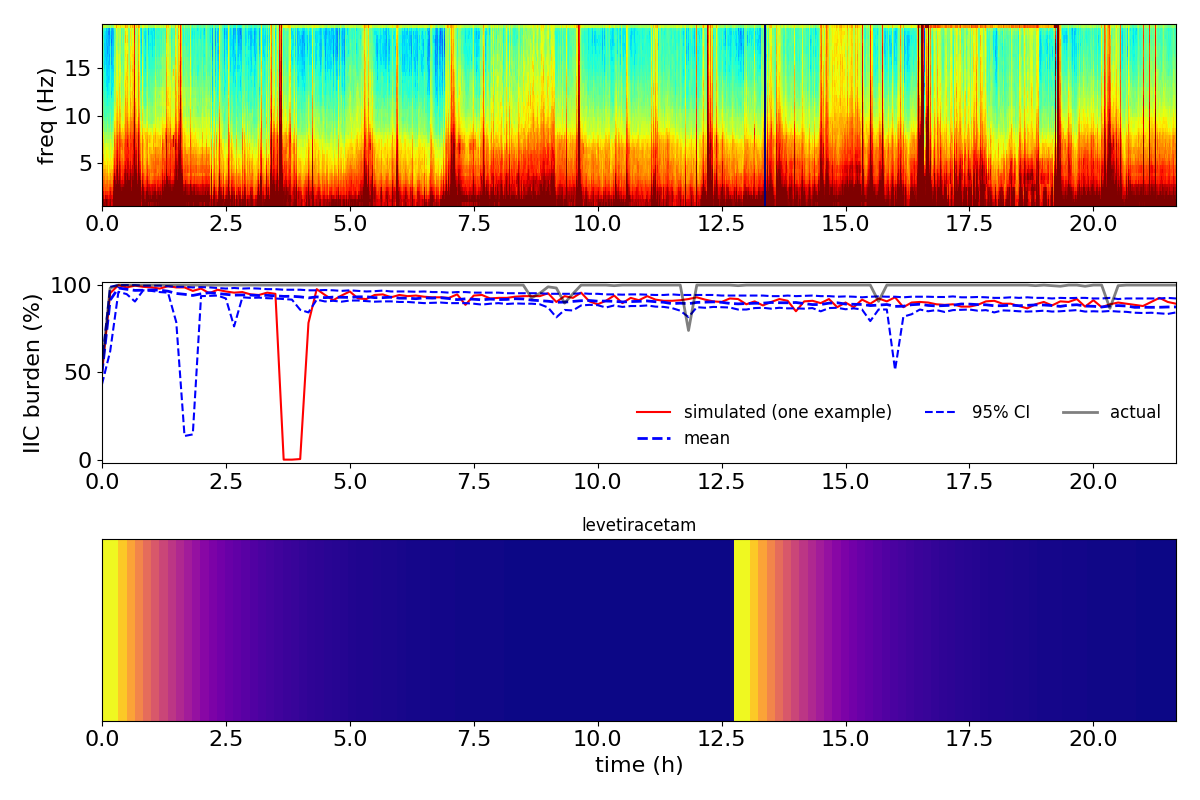 freq (Hz)
15
10
5
0.0 2.5 5.0 7.5 10.0 12.5 15.0 17.5 20.0
IIC burden (%)
100
50
0
simulated (one example) 95% CI actual
mean
0.0 2.5 5.0 7.5 10.0 12.5 15.0 17.5 20.0
levetiracetam
0.0 2.5 5.0 7.5 10.0 12.5 15.0 17.5 20.0
time (h)